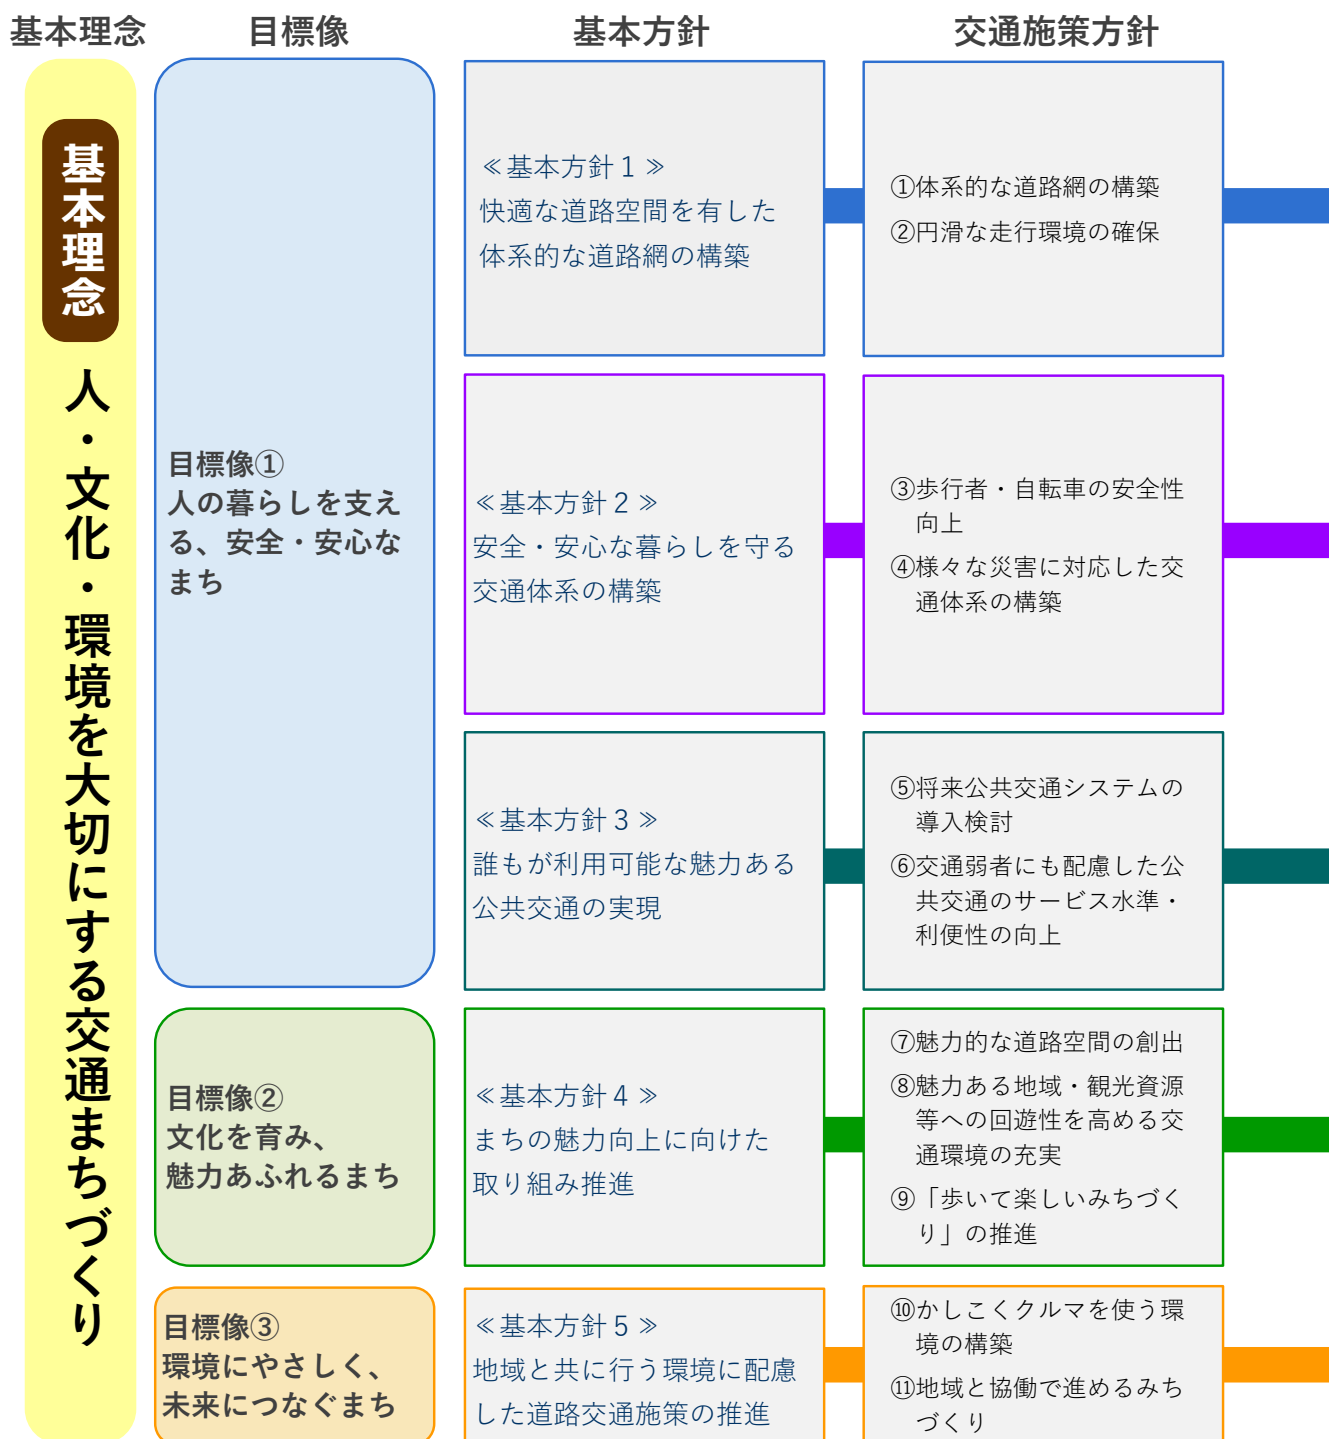 基本理念
目標像
基本方針
交通施策方針
基本理念
人・文化・環境を大切にする交通まちづくり
目標像①
人の暮らしを支え
る、安全・安心な
まち
≪基本方針１≫
快適な道路空間を有した
体系的な道路網の構築
①体系的な道路網の構築
②円滑な走行環境の確保
≪基本方針２≫
安全・安心な暮らしを守る
交通体系の構築
③歩行者・自転車の安全性
向上
④様々な災害に対応した交
通体系の構築
≪基本方針３≫
誰もが利用可能な魅力ある
公共交通の実現
⑤将来公共交通システムの
導入検討
⑥交通弱者にも配慮した公
共交通のサービス水準・
利便性の向上
目標像②
文化を育み、
魅力あふれるまち
≪基本方針４≫
まちの魅力向上に向けた
取り組み推進
⑦魅力的な道路空間の創出
⑧魅力ある地域・観光資源
等への回遊性を高める交
通環境の充実
⑨「歩いて楽しいみちづく
り」の推進
目標像③
環境にやさしく、
未来につなぐまち
≪基本方針５≫
地域と共に行う環境に配慮
した道路交通施策の推進
⑩かしこくクルマを使う環
境の構築
⑪地域と協働で進めるみち
づくり